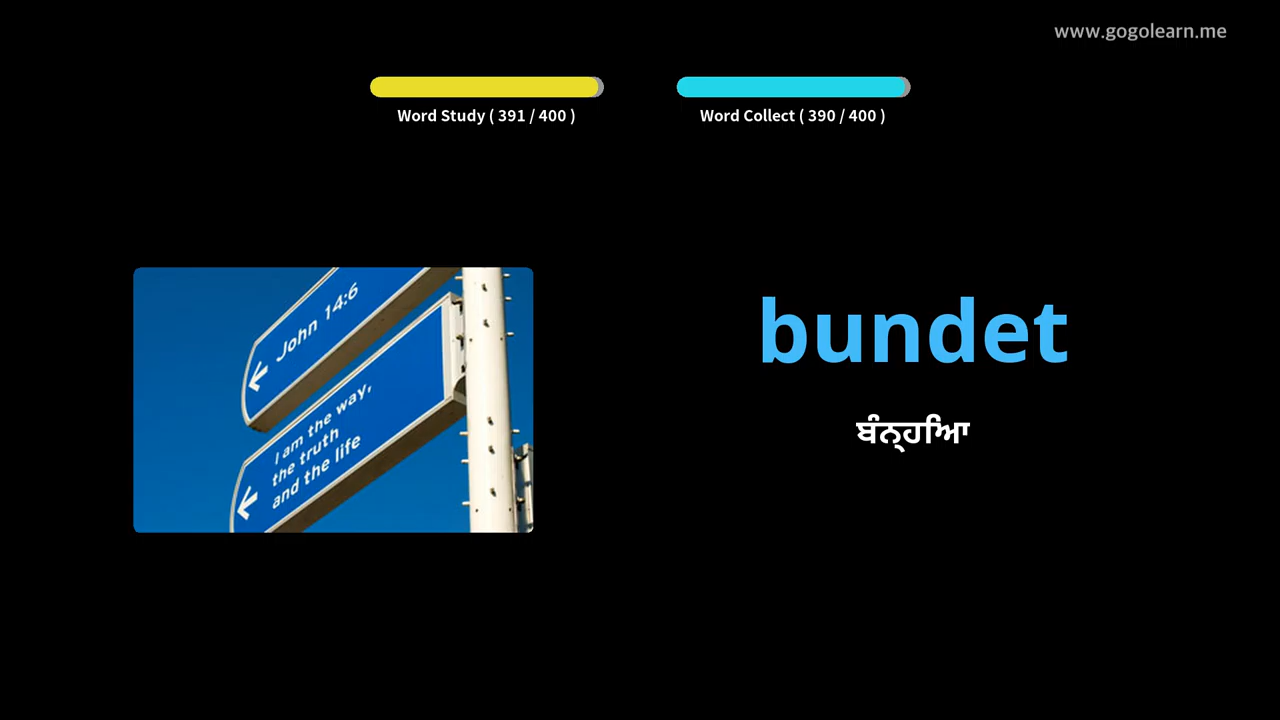 www.gogolearn.me
Word Study ( 391 / 400 )
Word Collect ( 390 / 400 )
John 14:6
I am the way,
the truth
and the life
bundet
ਬੰਨ੍ਹਆਿ